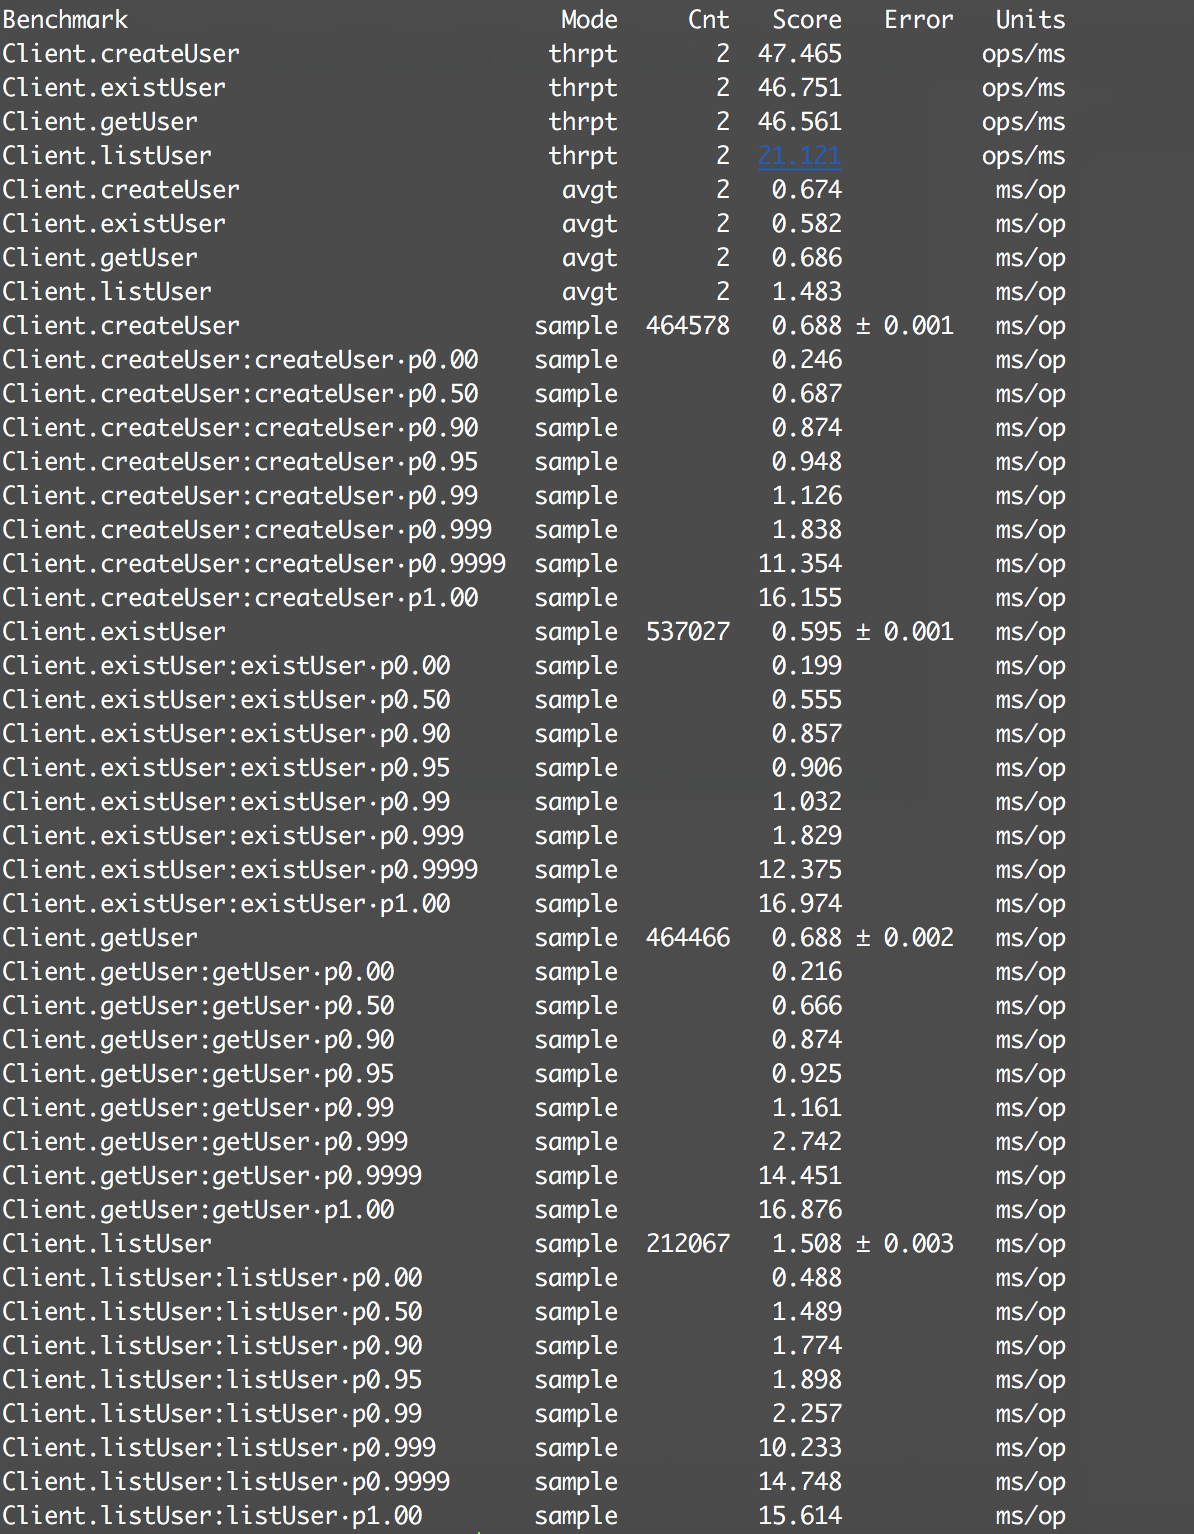 Benchmark Mode Cnt Score Error Units
Client.createUser thrpt 2 47.465 ops/ms
Client.existUser thrpt 2 46.751 ops/ms
Client.getUser thrpt 2 46.561 ops/ms
Client.listUser thrpt 2 21.121 ops/ms
Client.createUser avgt 2 0.674 ms/op
Client.existUser avgt 2 0.582 ms/op
Client.getUser avgt 2 0.686 ms/op
Client.listUser avgt 2 1.483 ms/op
Client.createUser sample 464578 0.688 ± 0.001 ms/op
Client.createUser:createUser·p0.00 sample 0.246 ms/op
Client.createUser:createUser·p0.50 sample 0.687 ms/op
Client.createUser:createUser·p0.90 sample 0.874 ms/op
Client.createUser:createUser·p0.95 sample 0.948 ms/op
Client.createUser:createUser·p0.99 sample 1.126 ms/op
Client.createUser:createUser·p0.999 sample 1.838 ms/op
Client.createUser:createUser·p0.9999 sample 11.354 ms/op
Client.createUser:createUser·p1.00 sample 16.155 ms/op
Client.existUser sample 537027 0.595 ± 0.001 ms/op
Client.existUser:existUser·p0.00 sample 0.199 ms/op
Client.existUser:existUser·p0.50 sample 0.555 ms/op
Client.existUser:existUser·p0.90 sample 0.857 ms/op
Client.existUser:existUser·p0.95 sample 0.906 ms/op
Client.existUser:existUser·p0.99 sample 1.032 ms/op
Client.existUser:existUser·p0.999 sample 1.829 ms/op
Client.existUser:existUser·p0.9999 sample 12.375 ms/op
Client.existUser:existUser·p1.00 sample 16.974 ms/op
Client.getUser sample 464466 0.688 ± 0.002 ms/op
Client.getUser:getUser·p0.00 sample 0.216 ms/op
Client.getUser:getUser·p0.50 sample 0.666 ms/op
Client.getUser:getUser·p0.90 sample 0.874 ms/op
Client.getUser:getUser·p0.95 sample 0.925 ms/op
Client.getUser:getUser·p0.99 sample 1.161 ms/op
Client.getUser:getUser·p0.999 sample 2.742 ms/op
Client.getUser:getUser·p0.9999 sample 14.451 ms/op
Client.getUser:getUser·p1.00 sample 16.876 ms/op
Client.listUser sample 212067 1.508 ± 0.003 ms/op
Client.listUser:listUser·p0.00 sample 0.488 ms/op
Client.listUser:listUser·p0.50 sample 1.489 ms/op
Client.listUser:listUser·p0.90 sample 1.774 ms/op
Client.listUser:listUser·p0.95 sample 1.898 ms/op
Client.listUser:listUser·p0.99 sample 2.257 ms/op
Client.listUser:listUser·p0.999 sample 10.233 ms/op
Client.listUser:listUser·p0.9999 sample 14.748 ms/op
Client.listUser:listUser·p1.00 sample 15.614 ms/op